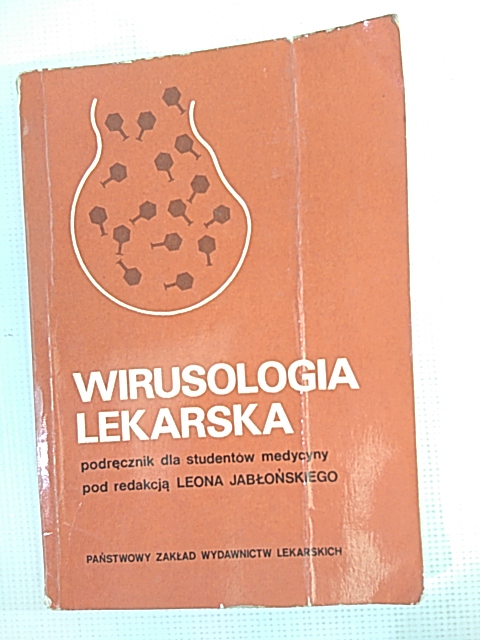 WIRUSOLOGIA
LEKARSKA
podręcznik dla studentów medycyny
pod redakcją LEONA JABŁOŃSKIEGO
PAŃSTWOWY ZAKŁAD WYDAWNICTW LEKARSKICH